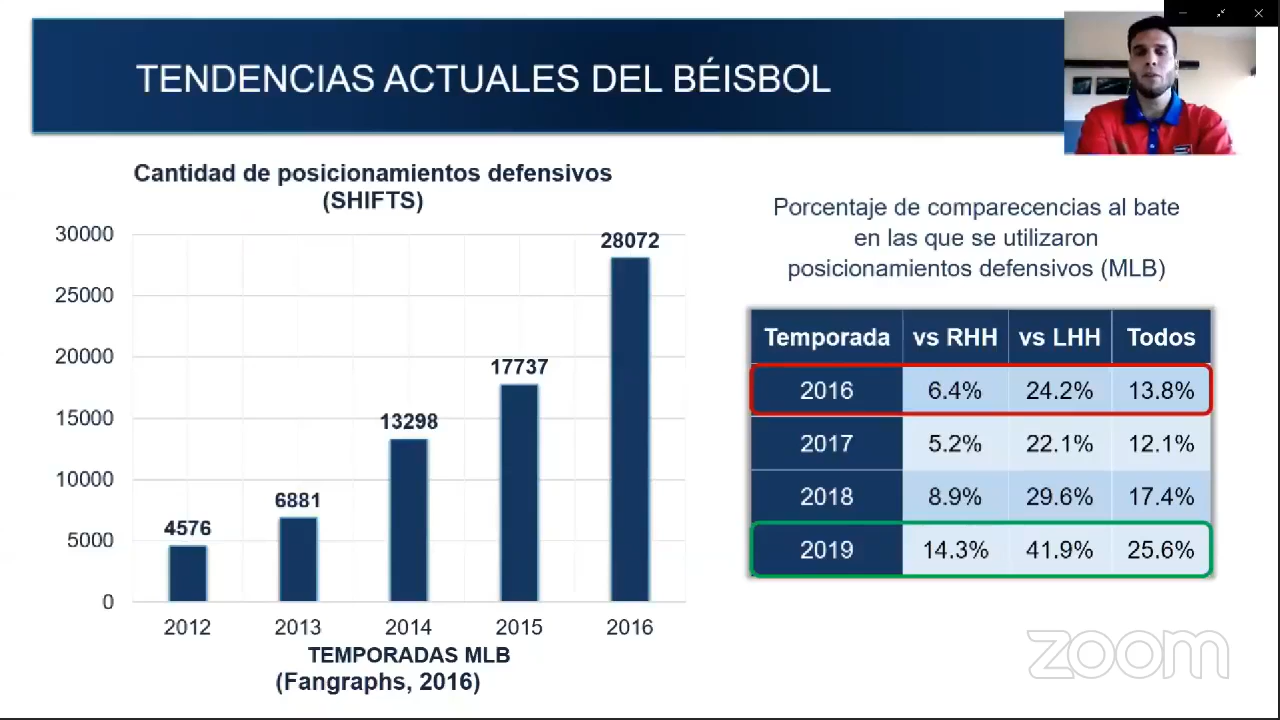 TENDENCIAS ACTUALES DEL BÉISBOL
Cantidad de posicionamientos defensivos
(SHIFTS)
30000
25000
20000
15000
10000
5000
0
4576
6881
13298
17737
28072
2012 2013 2014 2015 2016
TEMPORADAS MLB
(Fangraphs, 2016)
Porcentaje de comparecencias al bate
en las que se utilizaron
posicionamientos defensivos (MLB)
Temporada vs RHH vs LHH Todos
2016 6.4% 24.2% 13.8%
2017 5.2% 22.1% 12.1%
2018 8.9% 29.6% 17.4%
2019 14.3% 41.9% 25.6%
zoom